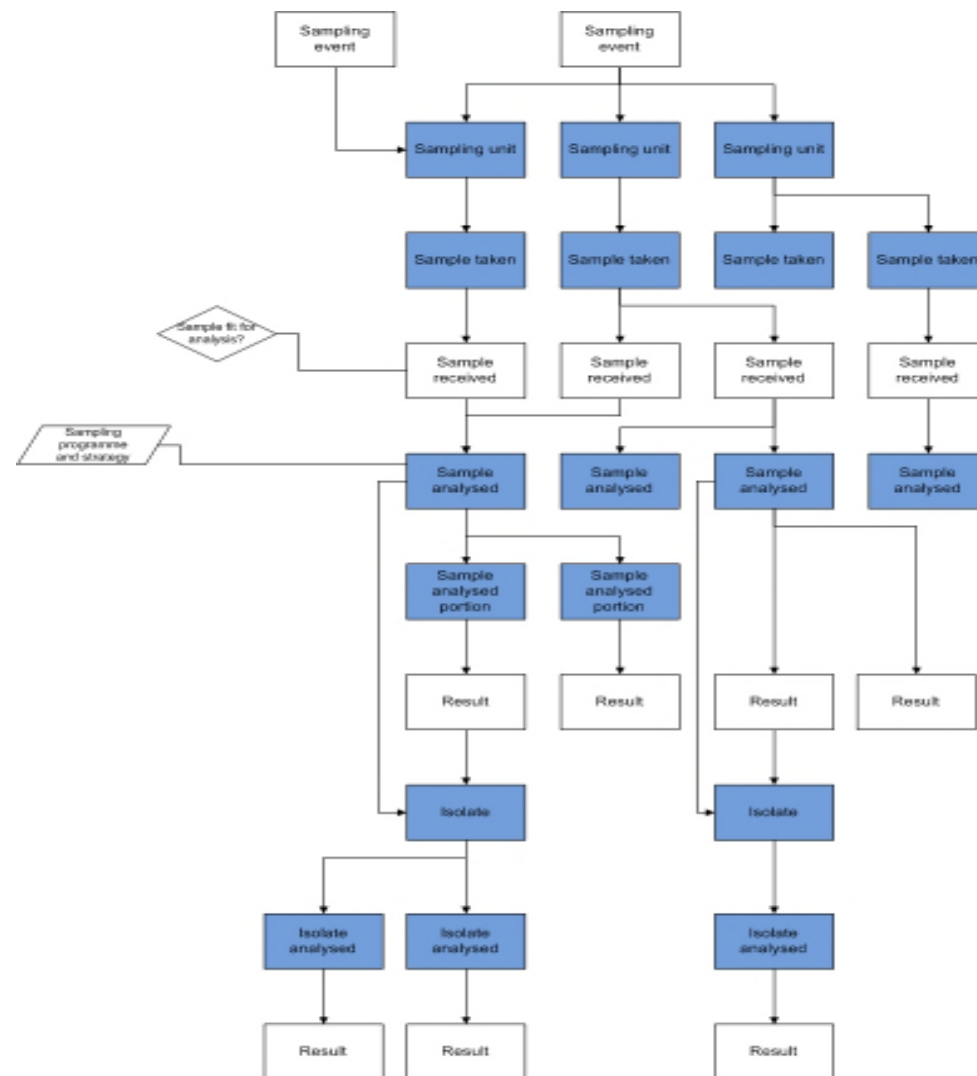 Sampling
event
Sampling
event
Sampling unit
Sampling unit
Sampling unit
Sample taken
Sample taken
Sample taken
Sample taken
Sample fit for
analysis?
Sample
received
Sample
received
Sample
received
Sample
received
Sampling
programme
and strategy
Sample
analysed
Sample
analysed
Sample
analysed
Sample
analysed
Sample
analysed
portion
Sample
analysed
portion
Result
Result
Result
Result
Isolate
Isolate
Isolate
analysed
Isolate
analysed
Isolate
analysed
Result
Result
Result